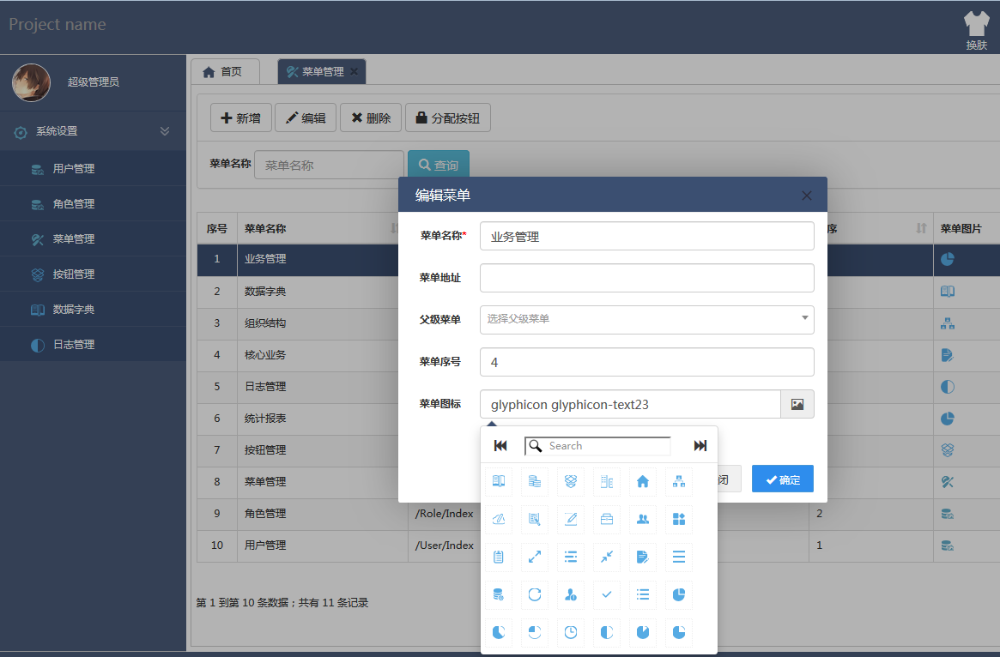 Project name
换肤
超级管理员
首页
菜单管理
系统设置
新增
编辑
删除
分配按钮
用户管理
菜单名称
菜单名称
查询
角色管理
菜单管理
按钮管理
数据字典
日志管理
编辑菜单
菜单名称*
业务管理
菜单地址
父级菜单
选择父级菜单
菜单序号
4
菜单图标
glyphicon glyphicon-text23
Search
闭
确定
序号 菜单名称 序 菜单图片
1 业务管理
2 数据字典
3 组织结构
4 核心业务
5 日志管理
6 统计报表
7 按钮管理
8 菜单管理
9 角色管理 /Role/Index 2
10 用户管理 /User/Index 1
第 1 到第 10 条数据；共有 11 条记录